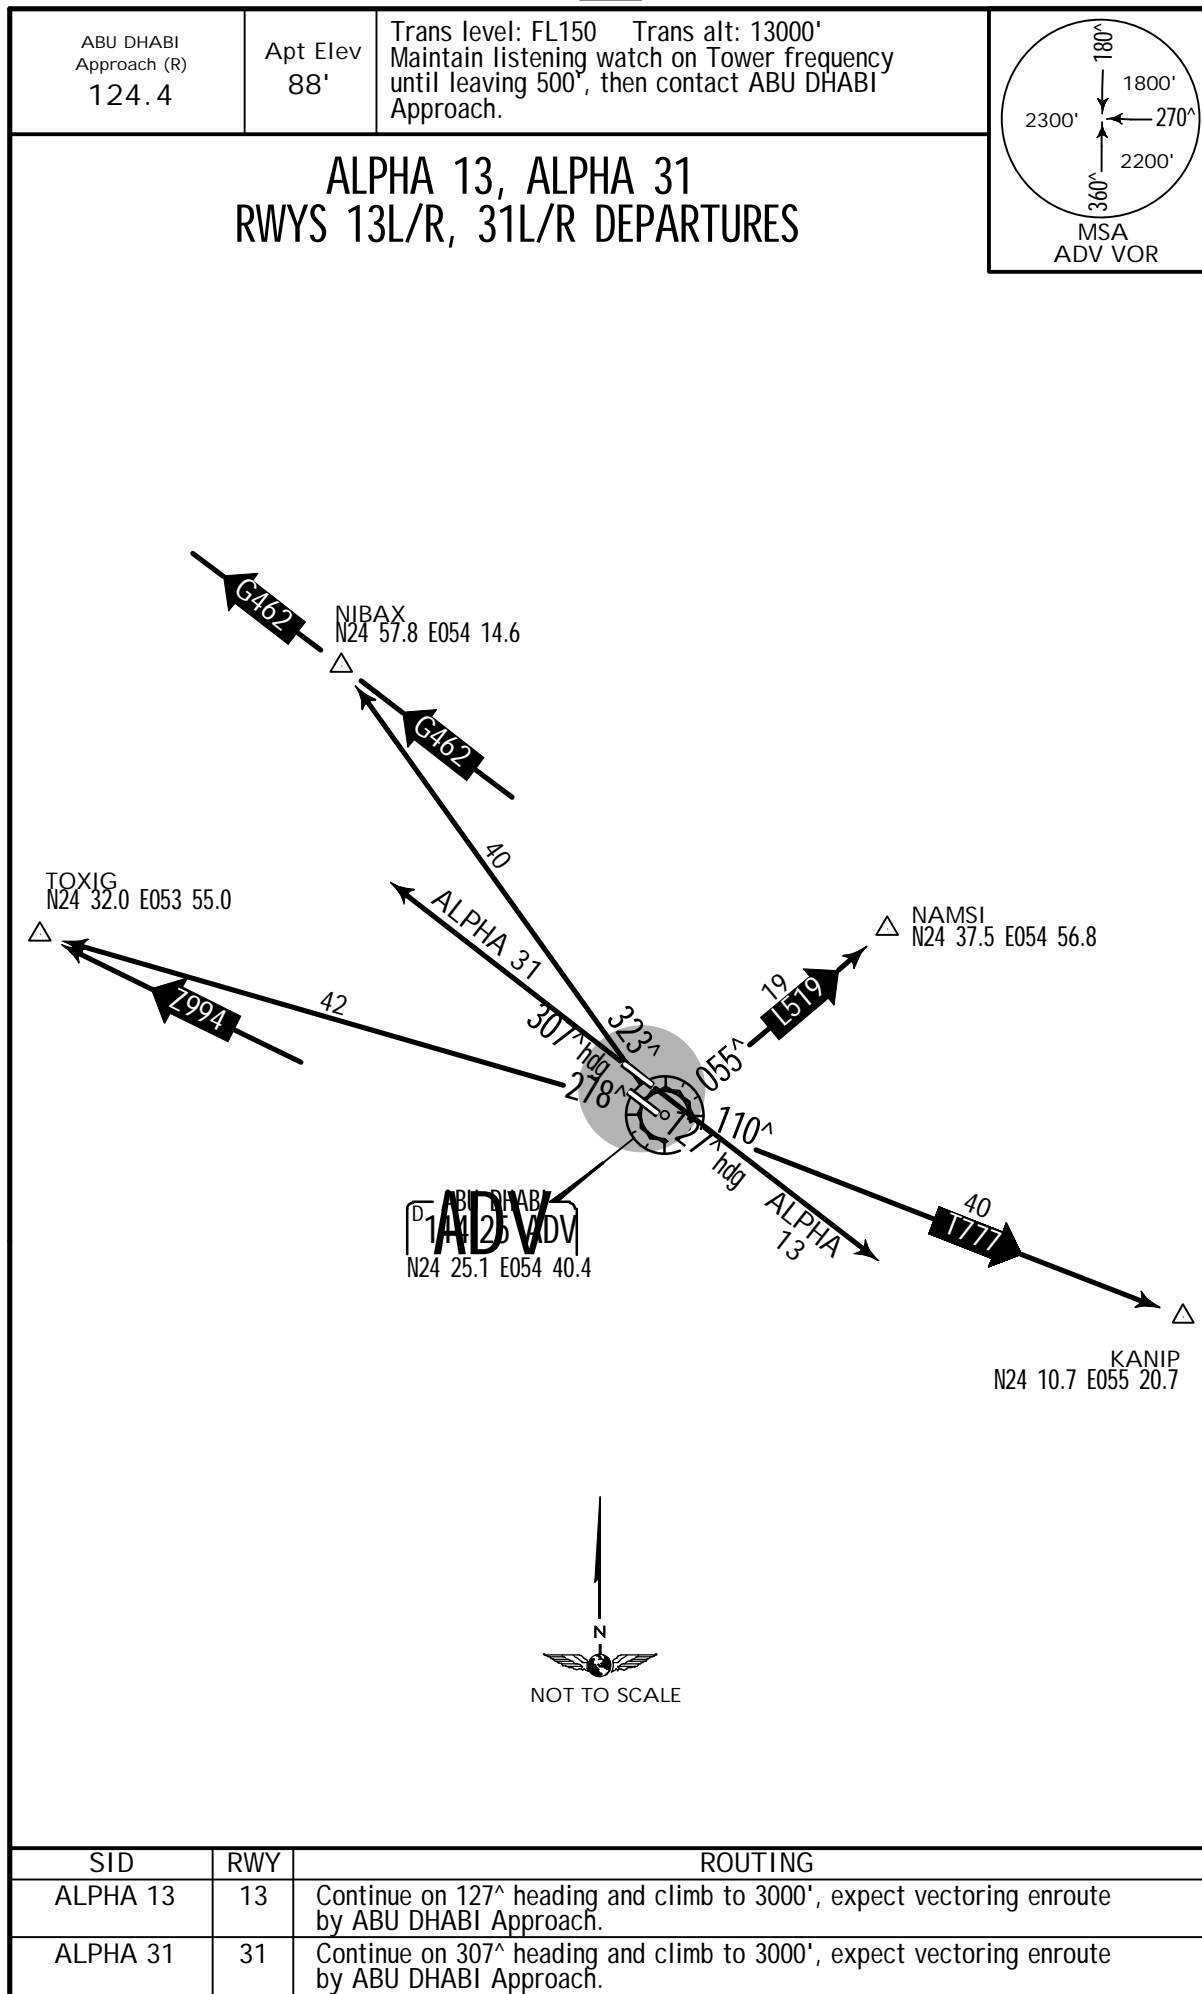 ABU DHABI
Approach (R)
124.4
Apt Elev
88'
Trans level: FL150 Trans alt: 13000'
Maintain listening watch on Tower frequency
until leaving 500', then contact ABU DHABI
Approach.
180^
1800'
2300'
270^
2200'
360^
MSA
ADV VOR
ALPHA 13, ALPHA 31
RWYS 13L/R, 31L/R DEPARTURES
G462
NIBAX
N24 57.8 E054 14.6
G462
40
TOXIG
N24 32.0 E053 55.0
ALPHA 31
NAMSI
N24 37.5 E054 56.8
19
L519
42
Z994
307^hdg
323^
055^
278^
110^
127^hdg
ALPHA
13
40
T777
ABU DHABI
D
114.25 ADV
ADV
N24 25.1 E054 40.4
KANIP
N24 10.7 E055 20.7
N
NOT TO SCALE
SID RWY ROUTING
ALPHA 13 13 Continue on 127^ heading and climb to 3000', expect vectoring enroute
by ABU DHABI Approach.
ALPHA 31 31 Continue on 307^ heading and climb to 3000', expect vectoring enroute
by ABU DHABI Approach.